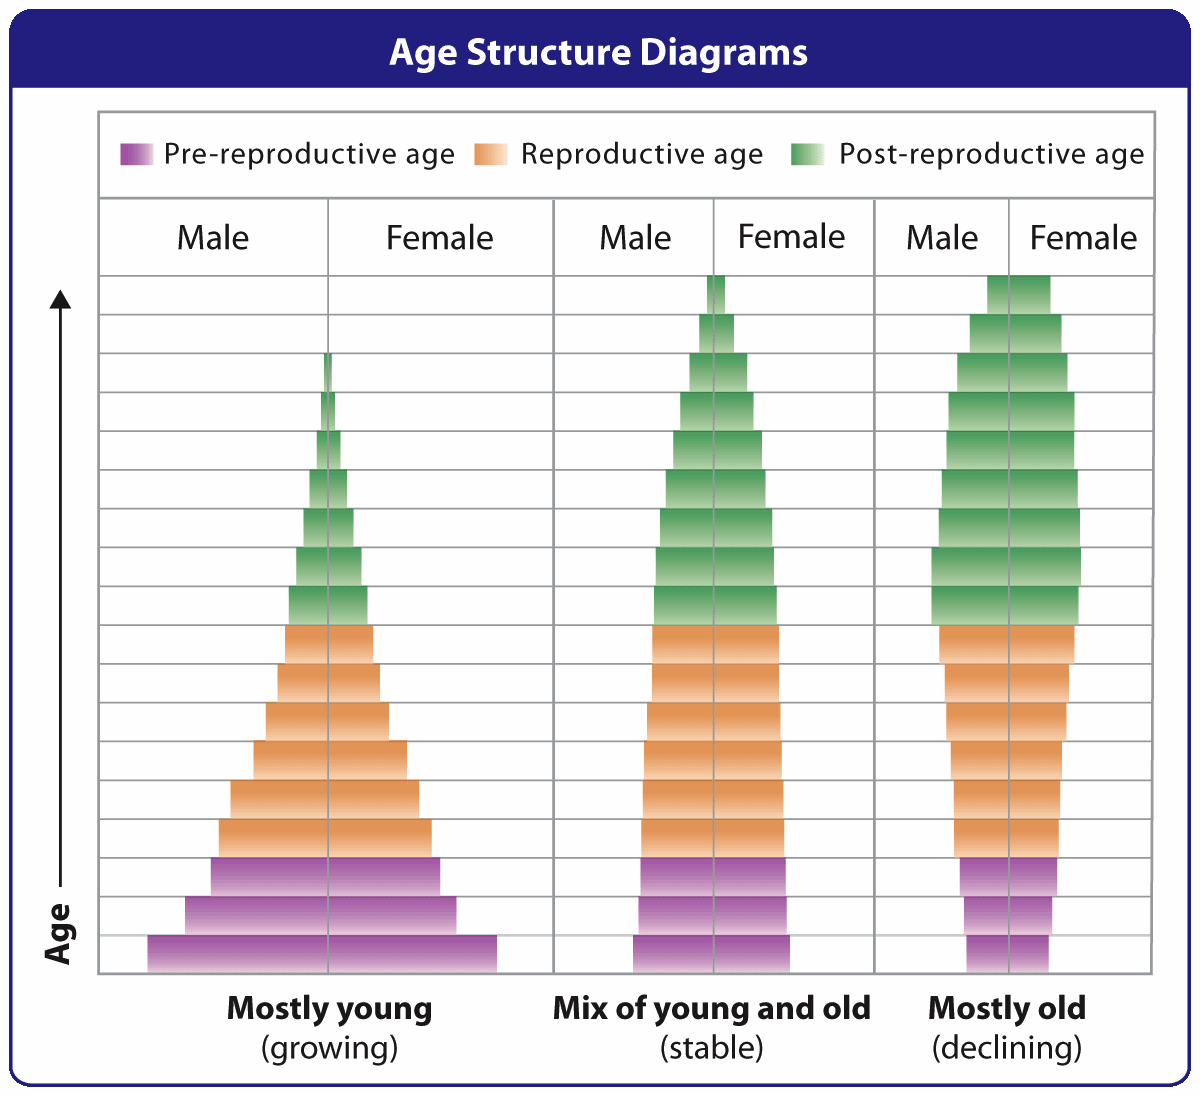 Age Structure Diagrams
Pre-reproductive age Reproductive age Post-reproductive age
Male Female Male Female Male Female
Age
Mostly young Mix of young and old Mostly old
(growing) (stable) (declining)